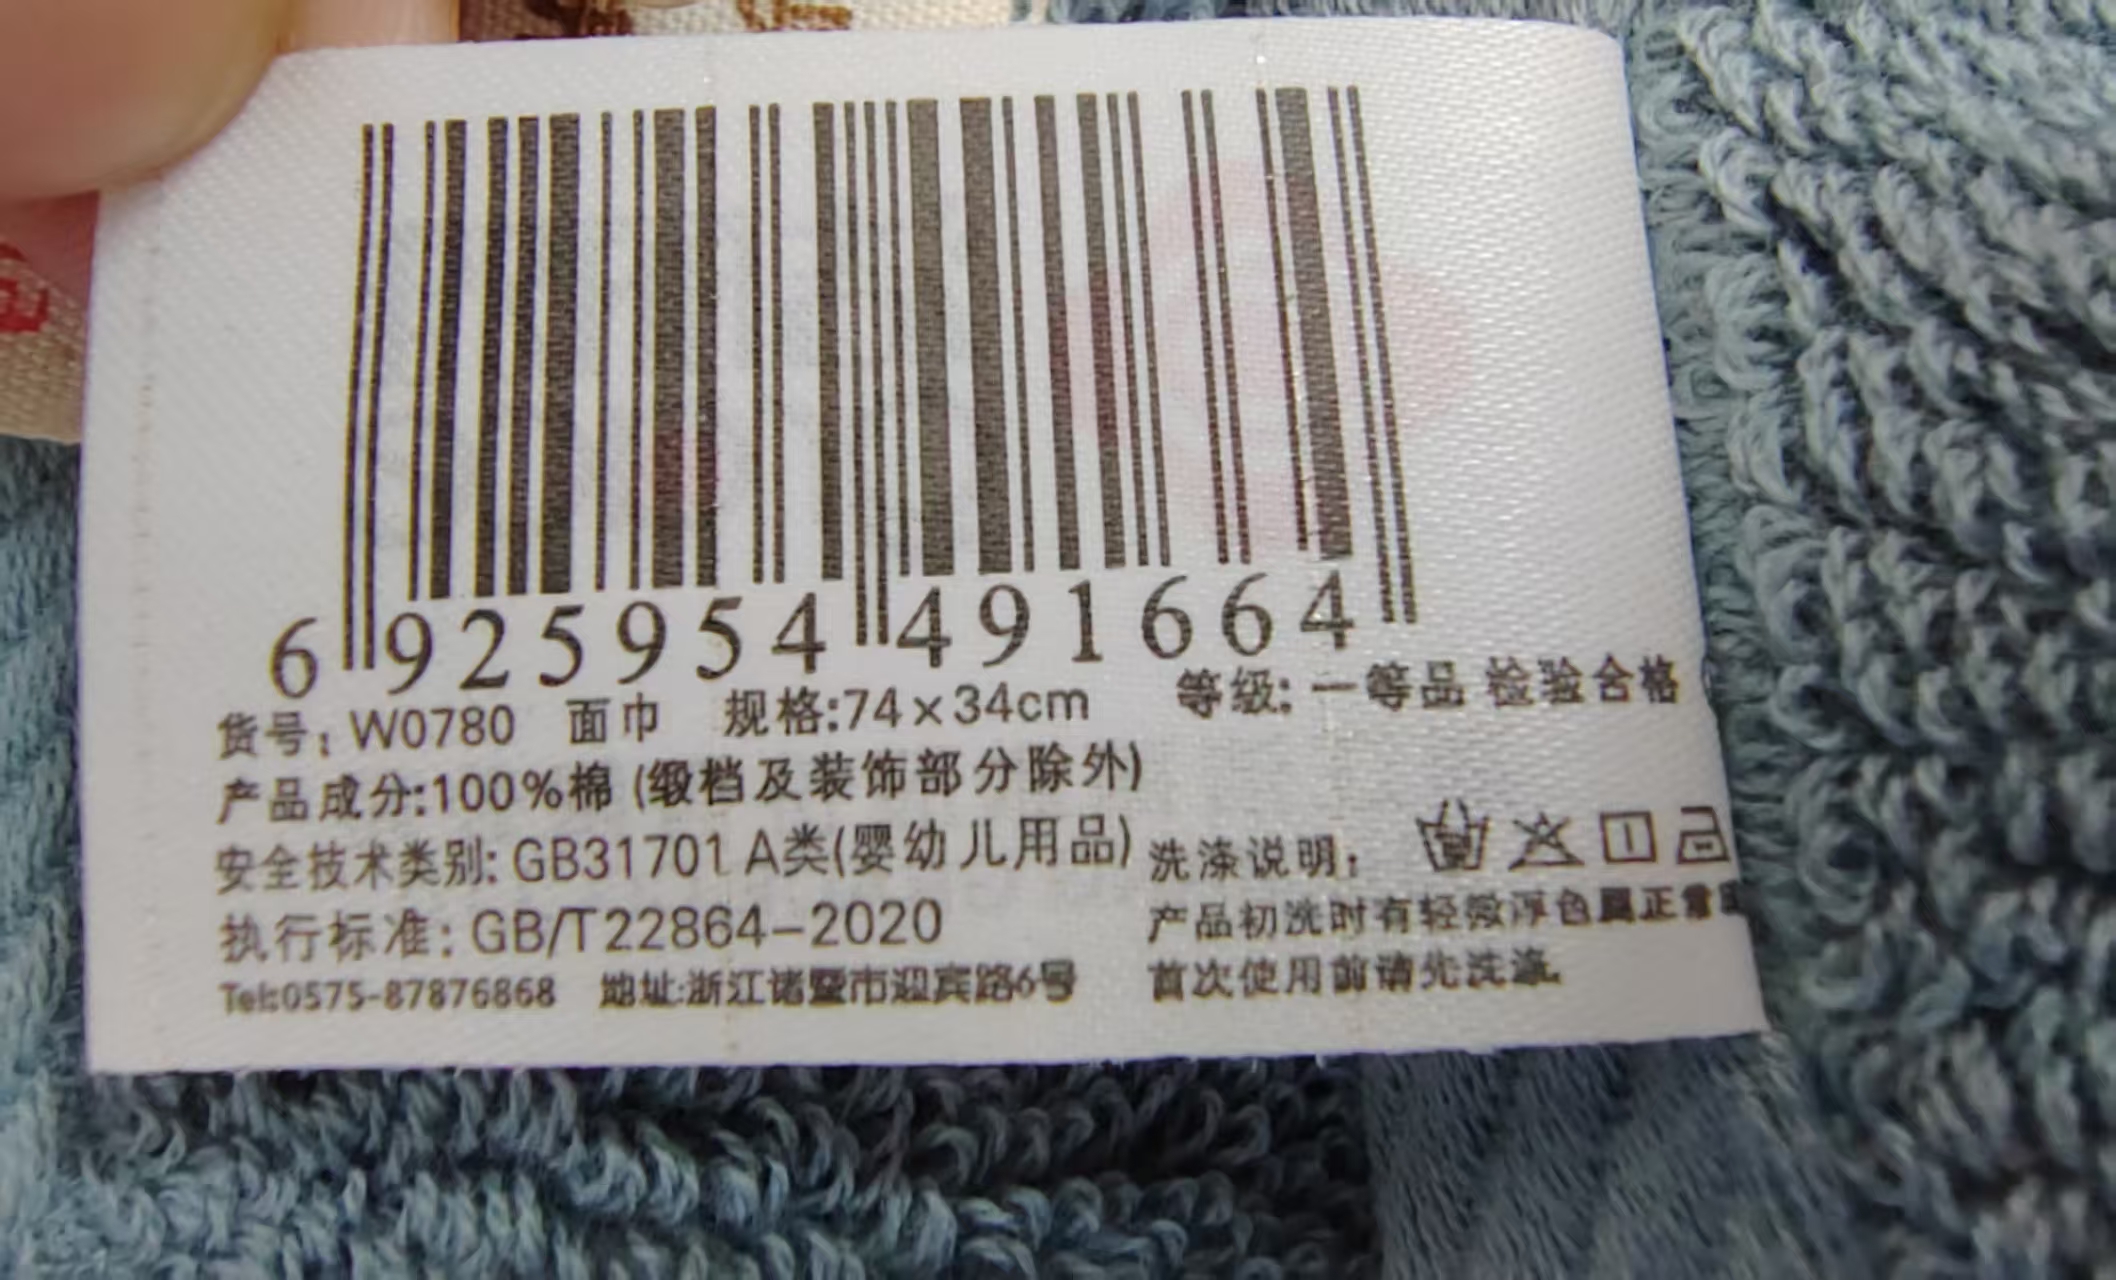 6 925954 491664
货号: W0780 面巾 规格:74×34cm 等级: 一等品 检验合格
产品成分:100%棉 (缎档及装饰部分除外)
安全技术类别: GB31701 A类(婴幼儿用品)
执行标准: GB/T22864-2020
Tel:0575-87876868 地址:浙江诸暨市迎宾路6号
洗涤说明:
产品初洗时有轻微浮色属正常
首次使用前请先洗涤.